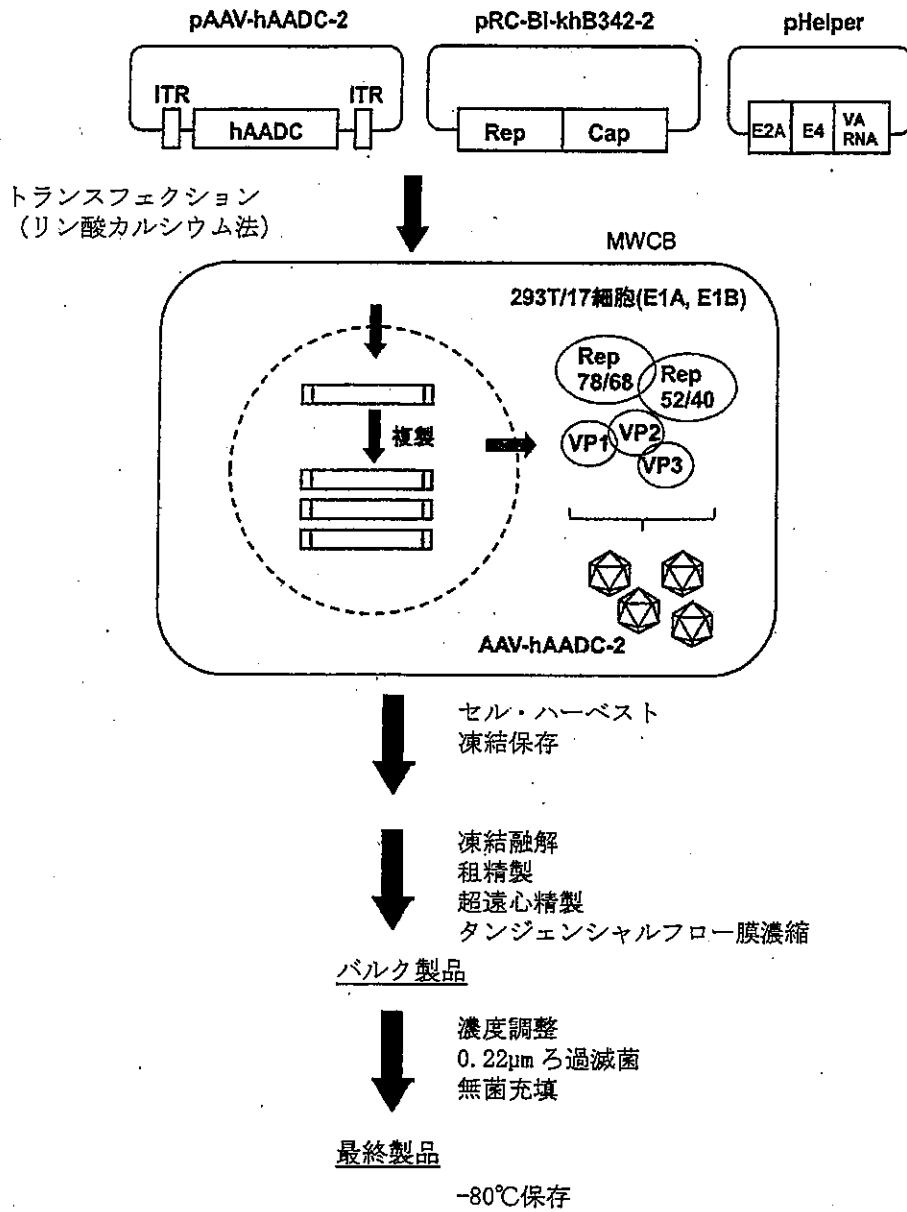 pAAV-hAADC-2
pRC-BI-khB342-2
pHelper
ITR
ITR
hAADC
Rep
Cap
E2A
E4
VA
RNA
トランスフェクション
（リン酸カルシウム法）
MWCB
293T/17細胞(E1A, E1B)
Rep
78/68
Rep
52/40
複製
VP1
VP2
VP3
AAV-hAADC-2
セル・ハーベスト
凍結保存
凍結融解
租精製
超遠心精製
タンジェンシャルフロー膜濃縮
バルク製品
濃度調整
0.22μm ろ過滅菌
無菌充填
最終製品
-80℃保存